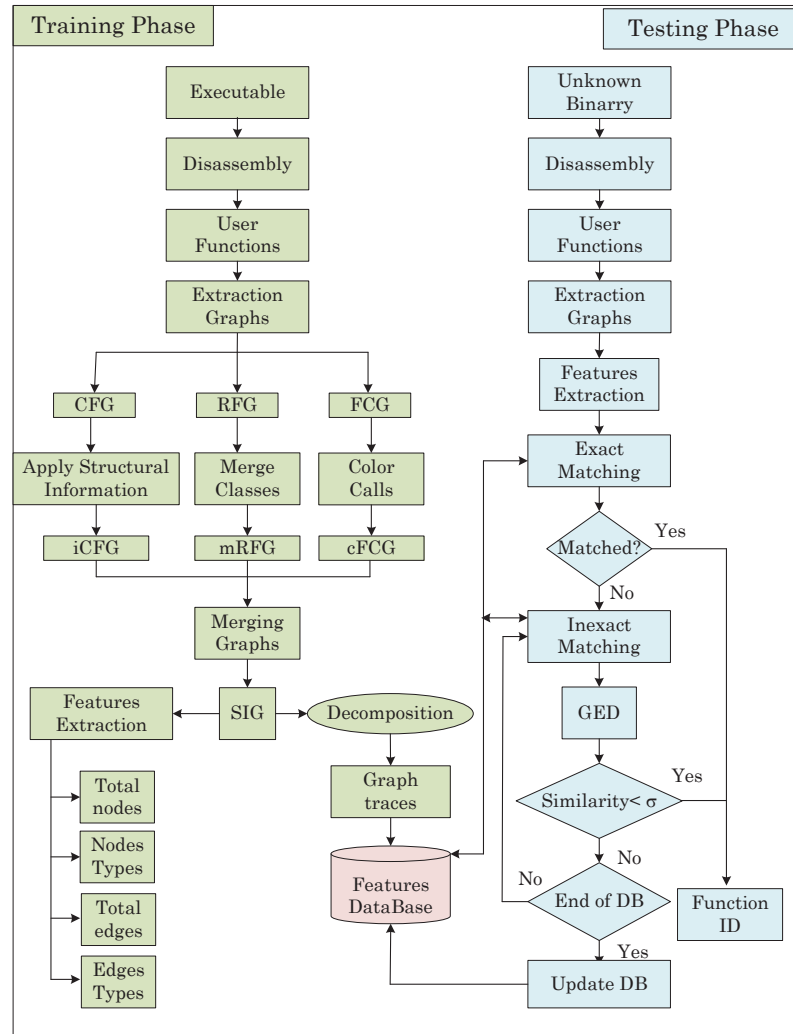 Training Phase
Executable
Disassembly
User
Functions
Extraction
Graphs
CFG
RFG
FCG
Apply Structural
Information
Merge
Classes
Color
Calls
iCFG
mRFG
cFCG
Merging
Graphs
Features
Extraction
SIG
Decomposition
Total
nodes
Nodes
Types
Total
edges
Edges
Types
Graph
traces
Features
DataBase
Testing Phase
Unknown
Binarry
Disassembly
User
Functions
Extraction
Graphs
Features
Extraction
Exact
Matching
Matched?
Yes
No
Inexact
Matching
GED
Similarity< σ
Yes
No
End of DB
No
Yes
Update DB
Function
ID